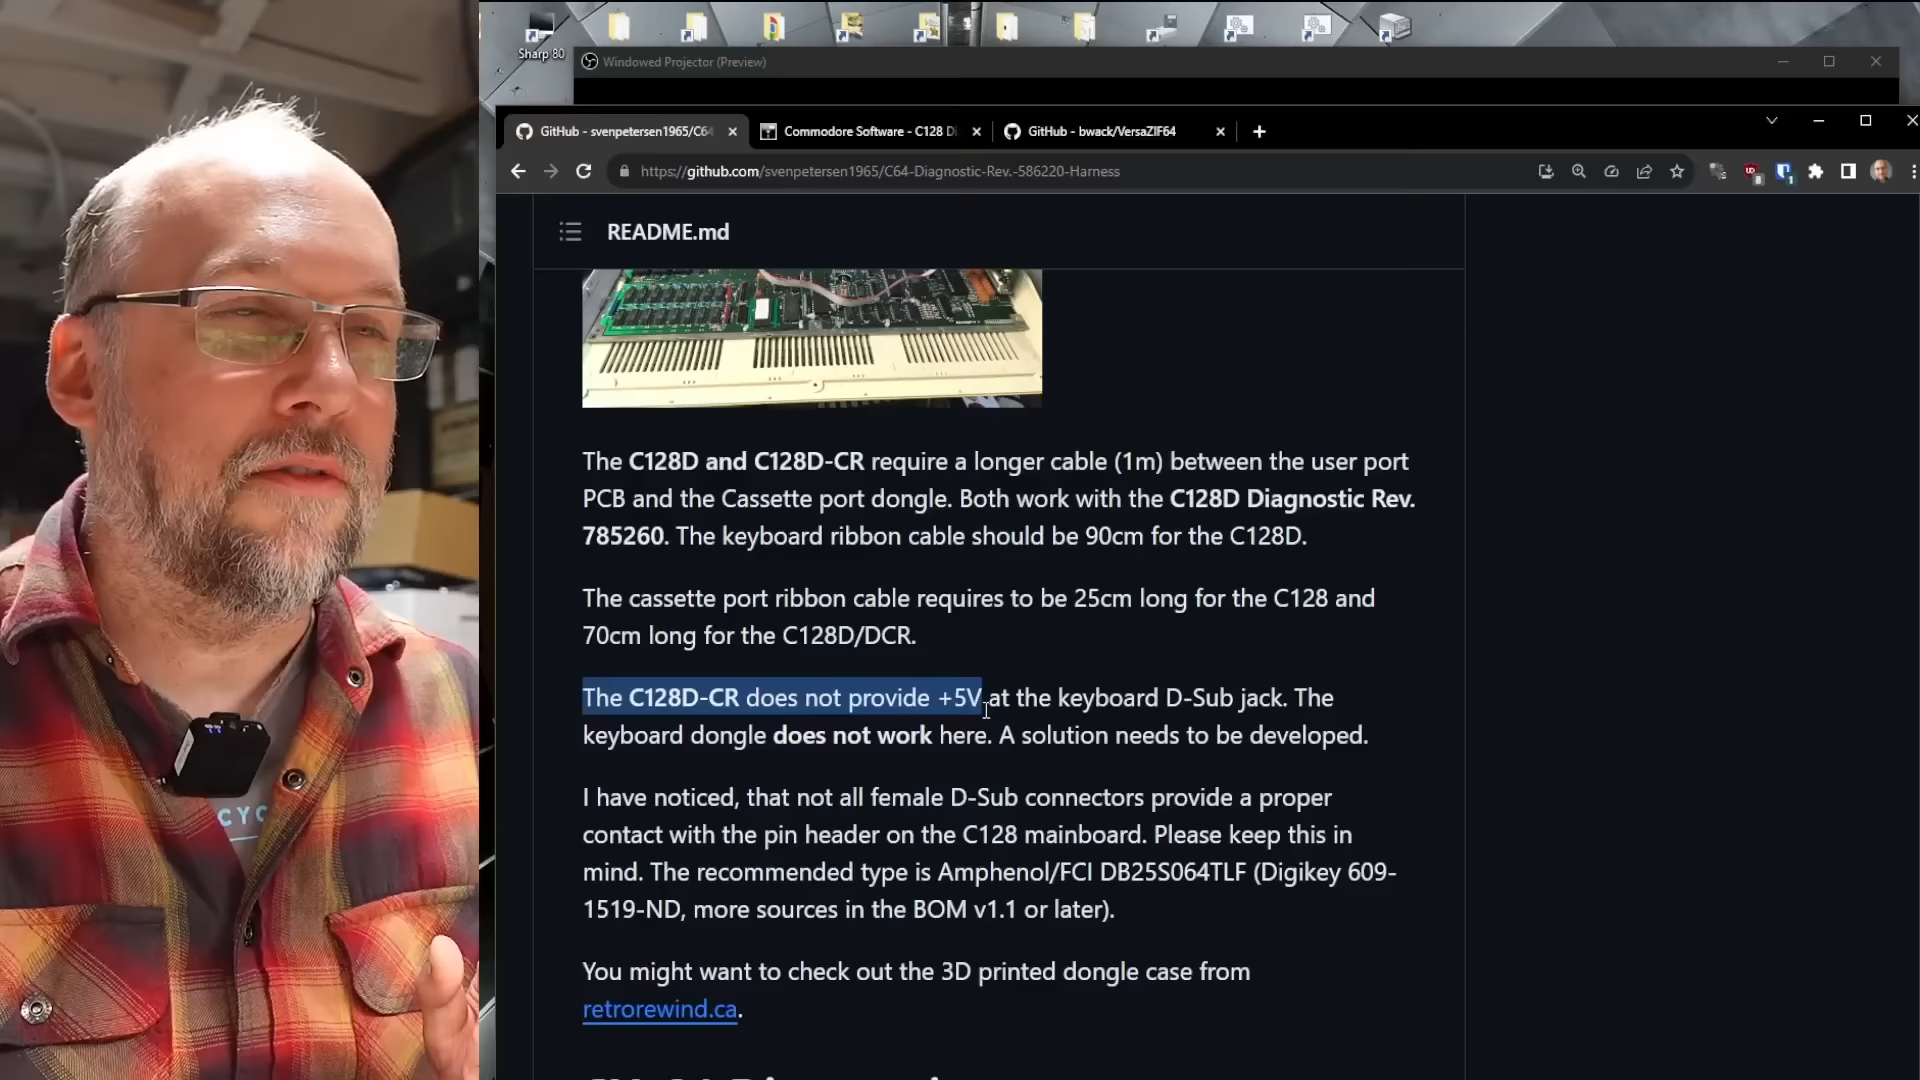 Sharp 80
Windowed Projector (Preview)
GitHub - svenpetersen1965/C64
Commodore Software - C128 Di
GitHub - bwack/VersaZIF64
https://github.com/svenpetersen1965/C64-Diagnostic-Rev.-586220-Harness
8
1
README.md
The C128D and C128D-CR require a longer cable (1m) between the user port
PCB and the Cassette port dongle. Both work with the C128D Diagnostic Rev.
785260. The keyboard ribbon cable should be 90cm for the C128D.
The cassette port ribbon cable requires to be 25cm long for the C128 and
70cm long for the C128D/DCR.
The C128D-CR does not provide +5V at the keyboard D-Sub jack. The
keyboard dongle does not work here. A solution needs to be developed.
I have noticed, that not all female D-Sub connectors provide a proper
contact with the pin header on the C128 mainboard. Please keep this in
mind. The recommended type is Amphenol/FCI DB25S064TLF (Digikey 609-
1519-ND, more sources in the BOM v1.1 or later).
You might want to check out the 3D printed dongle case from
retrorewind.ca.
CYC